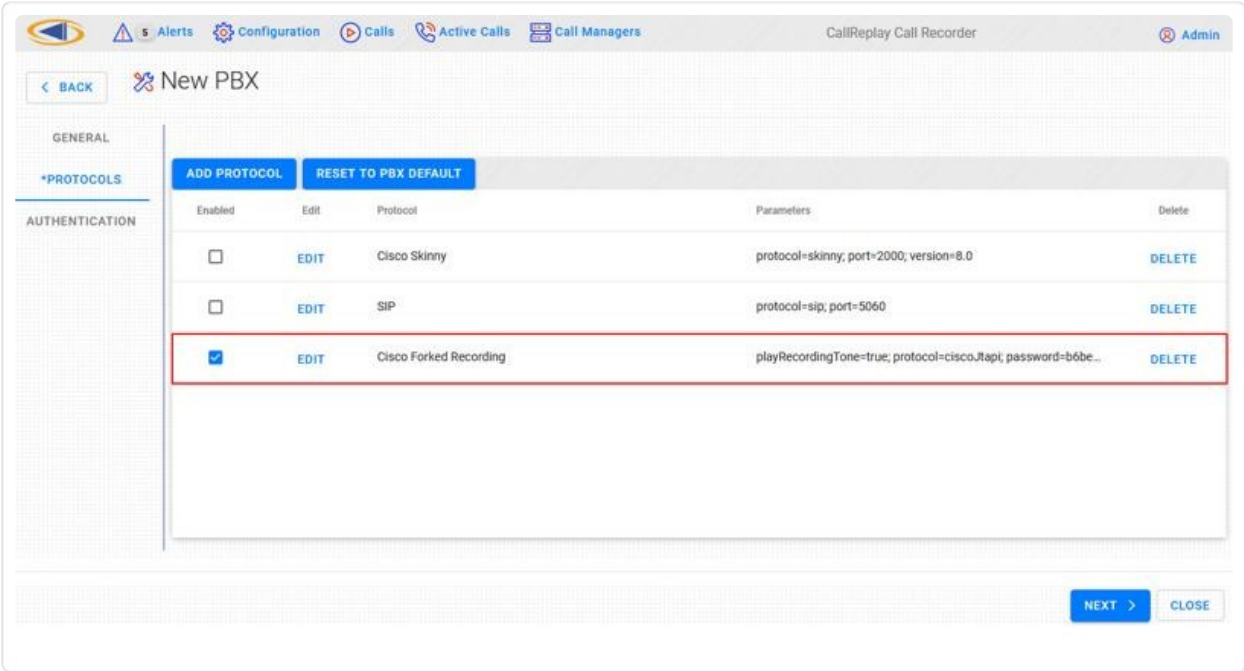 5 Alerts Configuration Calls Active Calls Call Managers CallReplay Call Recorder Admin
< BACK New PBX
GENERAL
*PROTOCOLS
AUTHENTICATION
ADD PROTOCOL RESET TO PBX DEFAULT
Enabled Edit Protocol Parameters Delete
EDIT Cisco Skinny protocol=skinny; port=2000; version=8.0 DELETE
EDIT SIP protocol=sip; port=5060 DELETE
EDIT Cisco Forked Recording playRecordingTone=true; protocol=ciscoJtapi; password=b6be... DELETE
NEXT > CLOSE